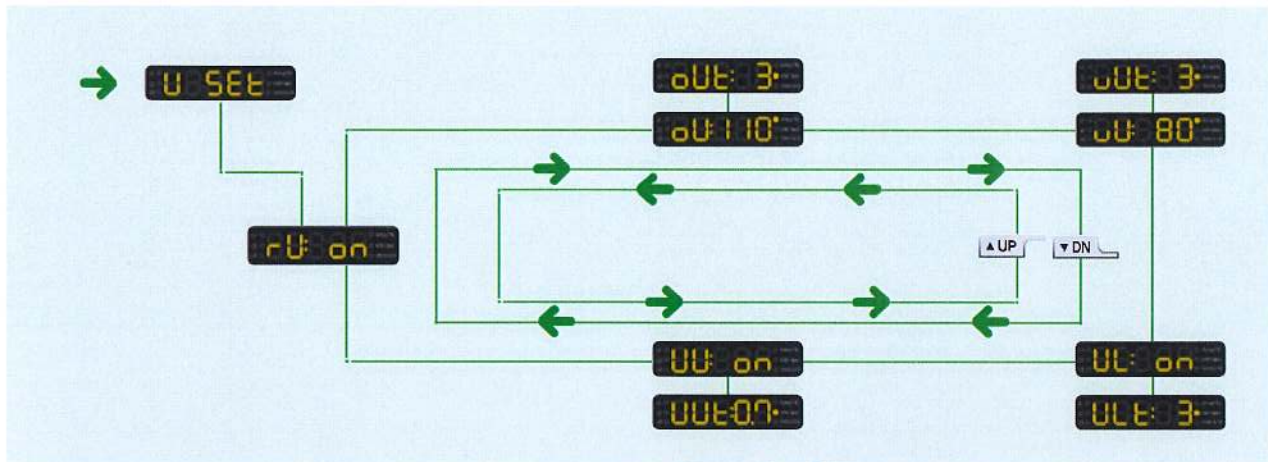 U SEt
oUt: 3.
uUt: 3.
oU:110°
uU: 80°
rU: on
▲UP
▼DN
UU: on
UL: on
UUt:0.7.
ULt: 3.